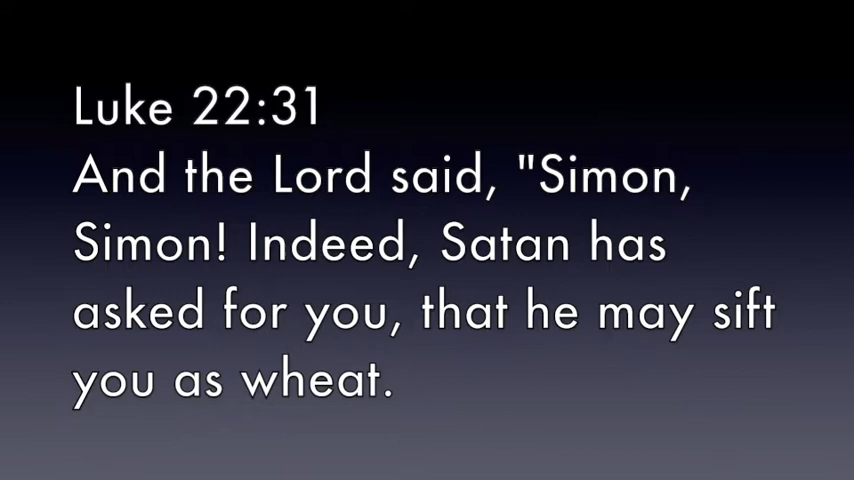 Luke 22:31
And the Lord said, "Simon,
Simon! Indeed, Satan has
asked for you, that he may sift
you as wheat.